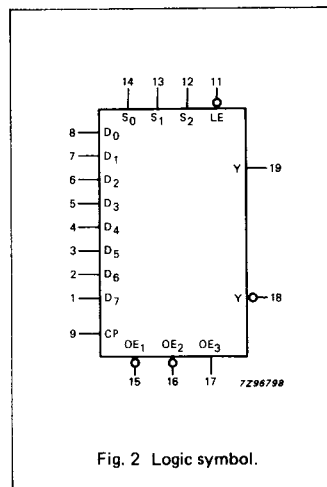 14 13 12 11
S0 S1 S2 LE
8 D0
7 D1
6 D2
5 D3
4 D4
3 D5
2 D6
1 D7
9 CP
Y 19
Y 18
OE1 OE2 OE3
15 16 17
7Z96798
Fig. 2 Logic symbol.